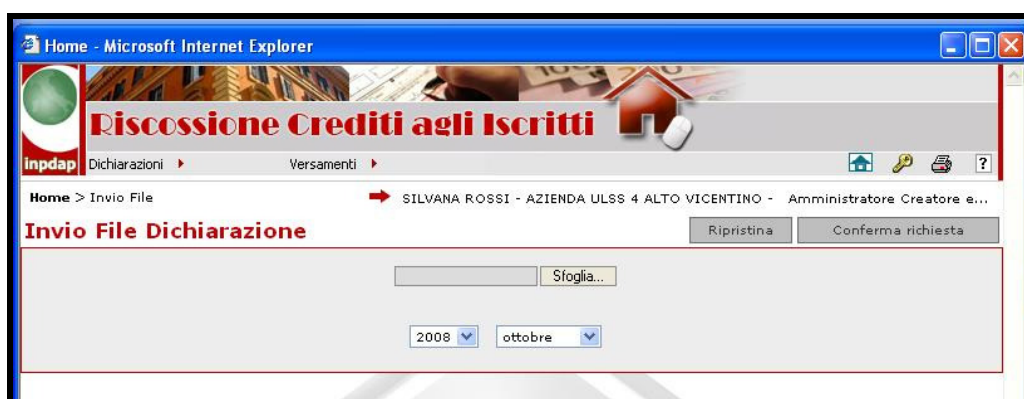 Home - Microsoft Internet Explorer
Riscossione Crediti agli Iscritti
inpdap Dichiarazioni Versamenti ?
Home > Invio File SILVANA ROSSI - AZIENDA ULSS 4 ALTO VICENTINO - Amministratore Creatore e...
Invio File Dichiarazione Ripristina Conferma richiesta
Sfoglia...
2008 ottobre